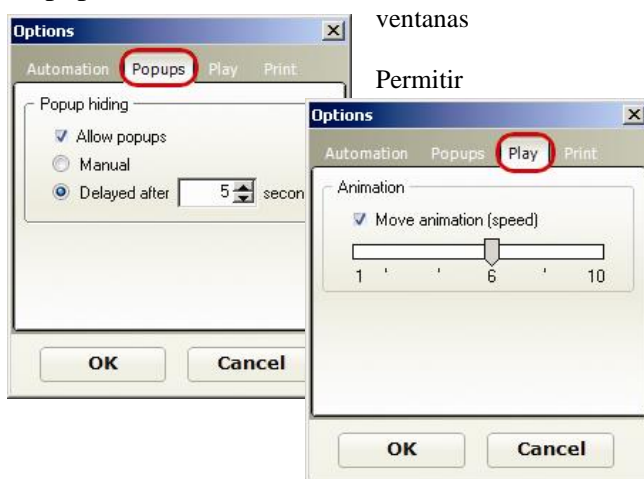 ventanas
Permitir
Options
Automation Popups Play Print
Popup hiding
Allow popups
Manual
Delayed after 5 secon
OK Cancel
Options
Automation Popups Play Print
Animation
Move animation (speed)
1 6 10
OK Cancel